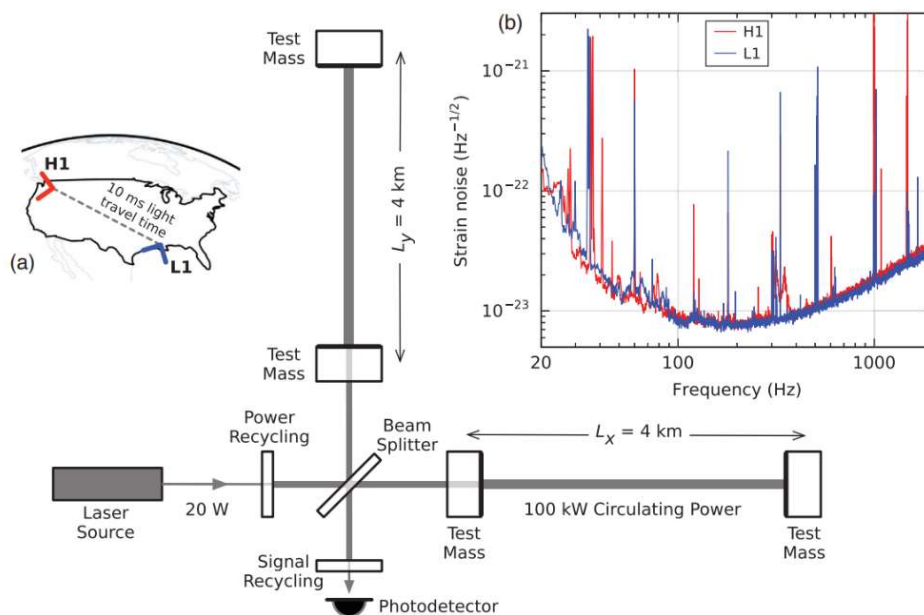 Test
Mass
(b)
H1
L1
10⁻²¹
10⁻²²
10⁻²³
Strain noise (Hz⁻¹/²)
20
100
1000
Frequency (Hz)
H1
10 ms light
travel time
L1
(a)
Ly = 4 km
Test
Mass
Power
Recycling
Beam
Splitter
Lx = 4 km
Laser
Source
20 W
Test
Mass
100 kW Circulating Power
Test
Mass
Signal
Recycling
Photodetector